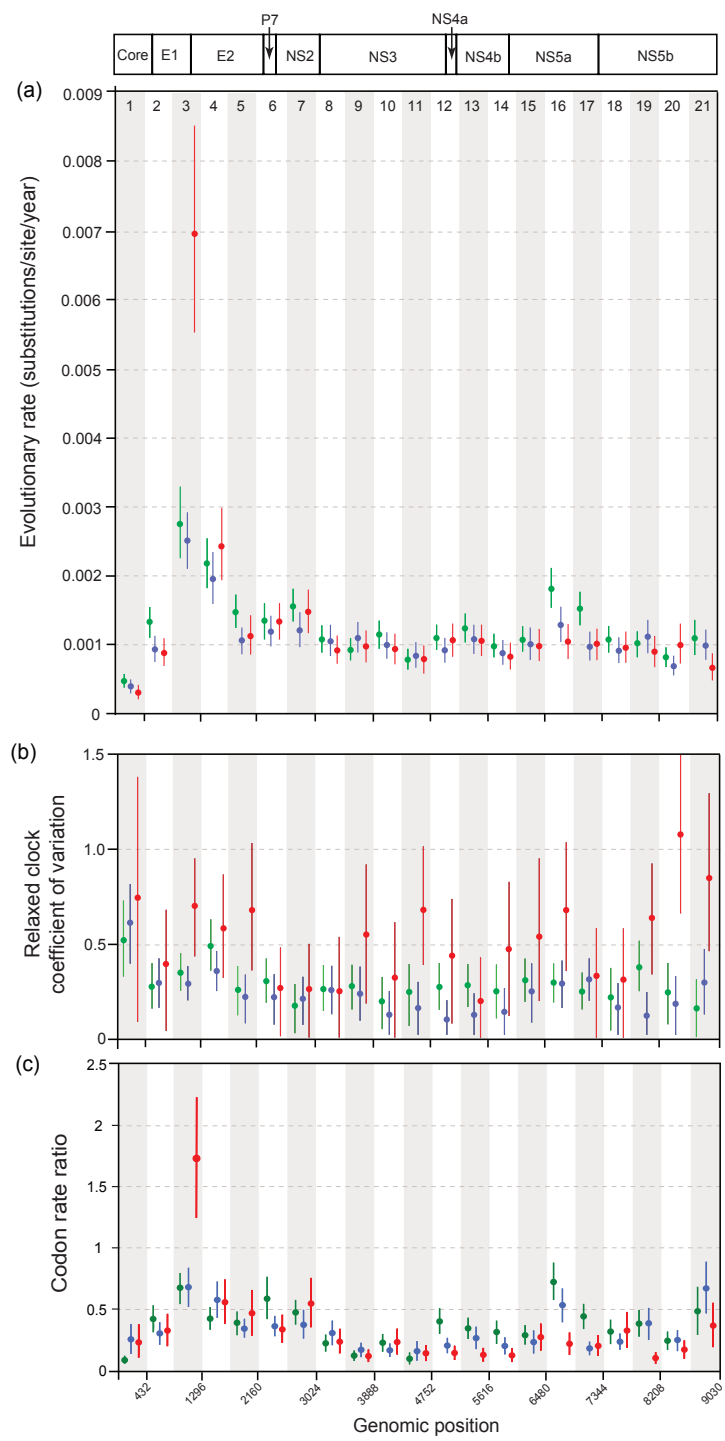 P7 NS4a
Core E1 E2 NS2 NS3 NS4b NS5a NS5b
(a)
1 2 3 4 5 6 7 8 9 10 11 12 13 14 15 16 17 18 19 20 21
0.009
0.008
0.007
0.006
0.005
0.004
0.003
0.002
0.001
0
Evolutionary rate (substitutions/site/year)
(b)
1.5
1.0
0.5
0
Relaxed clock
coefficient of variation
(c)
2.5
2
1.5
1
0.5
0
Codon rate ratio
432 1296 2160 3024 3888 4752 5616 6480 7344 8208 9030
Genomic position